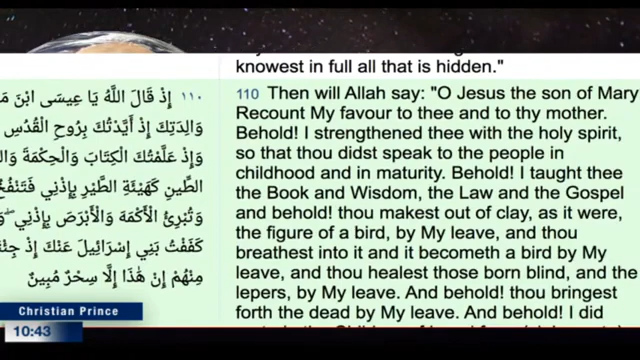 knowest in full all that is hidden."
110 Then will Allah say: "O Jesus the son of Mary
Recount My favour to thee and to thy mother.
Behold! I strengthened thee with the holy spirit,
so that thou didst speak to the people in
childhood and in maturity. Behold! I taught thee
the Book and Wisdom, the Law and the Gospel
and behold! thou makest out of clay, as it were,
the figure of a bird, by My leave, and thou
breathest into it and it becometh a bird by My
leave, and thou healest those born blind, and the
lepers, by My leave. And behold! thou bringest
forth the dead by My leave. And behold! I did
١١٠ إِذْ قَالَ اللَّهُ يَا عِيسَى ابْنَ
وَالِدَتِكَ إِذْ أَيَّدتُّكَ بِرُوحِ الْقُدُسِ
وَإِذْ عَلَّمْتُكَ الْكِتَابَ وَالْحِكْمَةَ
الطِّينِ كَهَيْئَةِ الطَّيْرِ بِإِذْنِي فَتَنفُخُ
وَتُبْرِئُ الْأَكْمَهَ وَالْأَبْرَصَ بِإِذْنِي ۖ
كَفَفْتُ بَنِي إِسْرَائِيلَ عَنكَ إِذْ
مِنْهُمْ إِنْ هَٰذَا إِلَّا سِحْرٌ مُّبِينٌ
Christian Prince
10:43